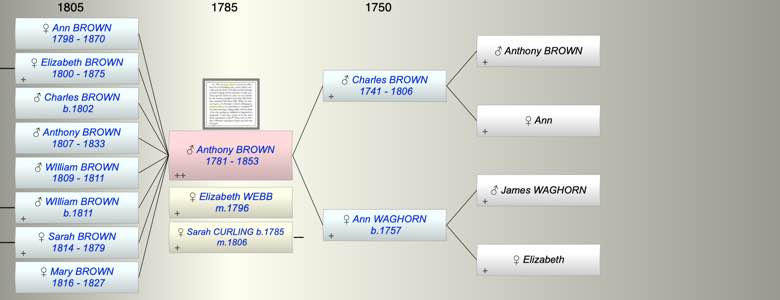 1805
1785
1750
♀ Ann BROWN
1798 - 1870
♀ Elizabeth BROWN
1800 - 1875
+
♂ Charles BROWN
b.1802
♂ Anthony BROWN
1807 - 1833
♂ WIlliam BROWN
1809 - 1811
♂ WIlliam BROWN
b.1811
+
♀ Sarah BROWN
1814 - 1879
+
♀ Mary BROWN
1816 - 1827
♂ Anthony BROWN
1781 - 1853
++
♀ Elizabeth WEBB
m.1796
+
♀ Sarah CURLING b.1785
m.1806
+
♂ Charles BROWN
1741 - 1806
♀ Ann WAGHORN
b.1757
♂ Anthony BROWN
+
♀ Ann
+
♂ James WAGHORN
+
♀ Elizabeth
+